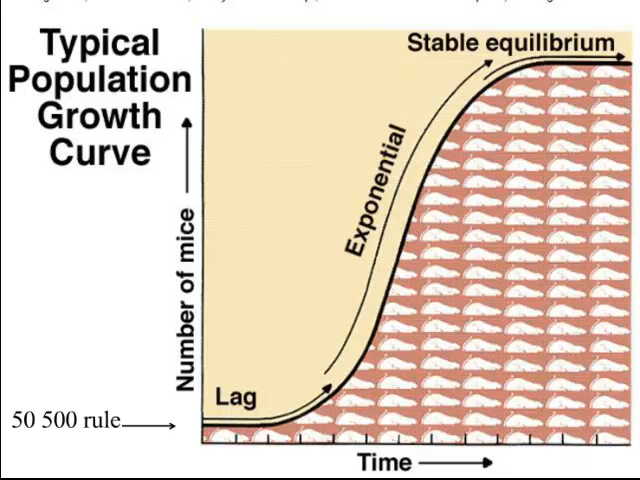 Typical
Population
Growth
Curve
Stable equilibrium
Exponential
Number of mice
Lag
50 500 rule
Time